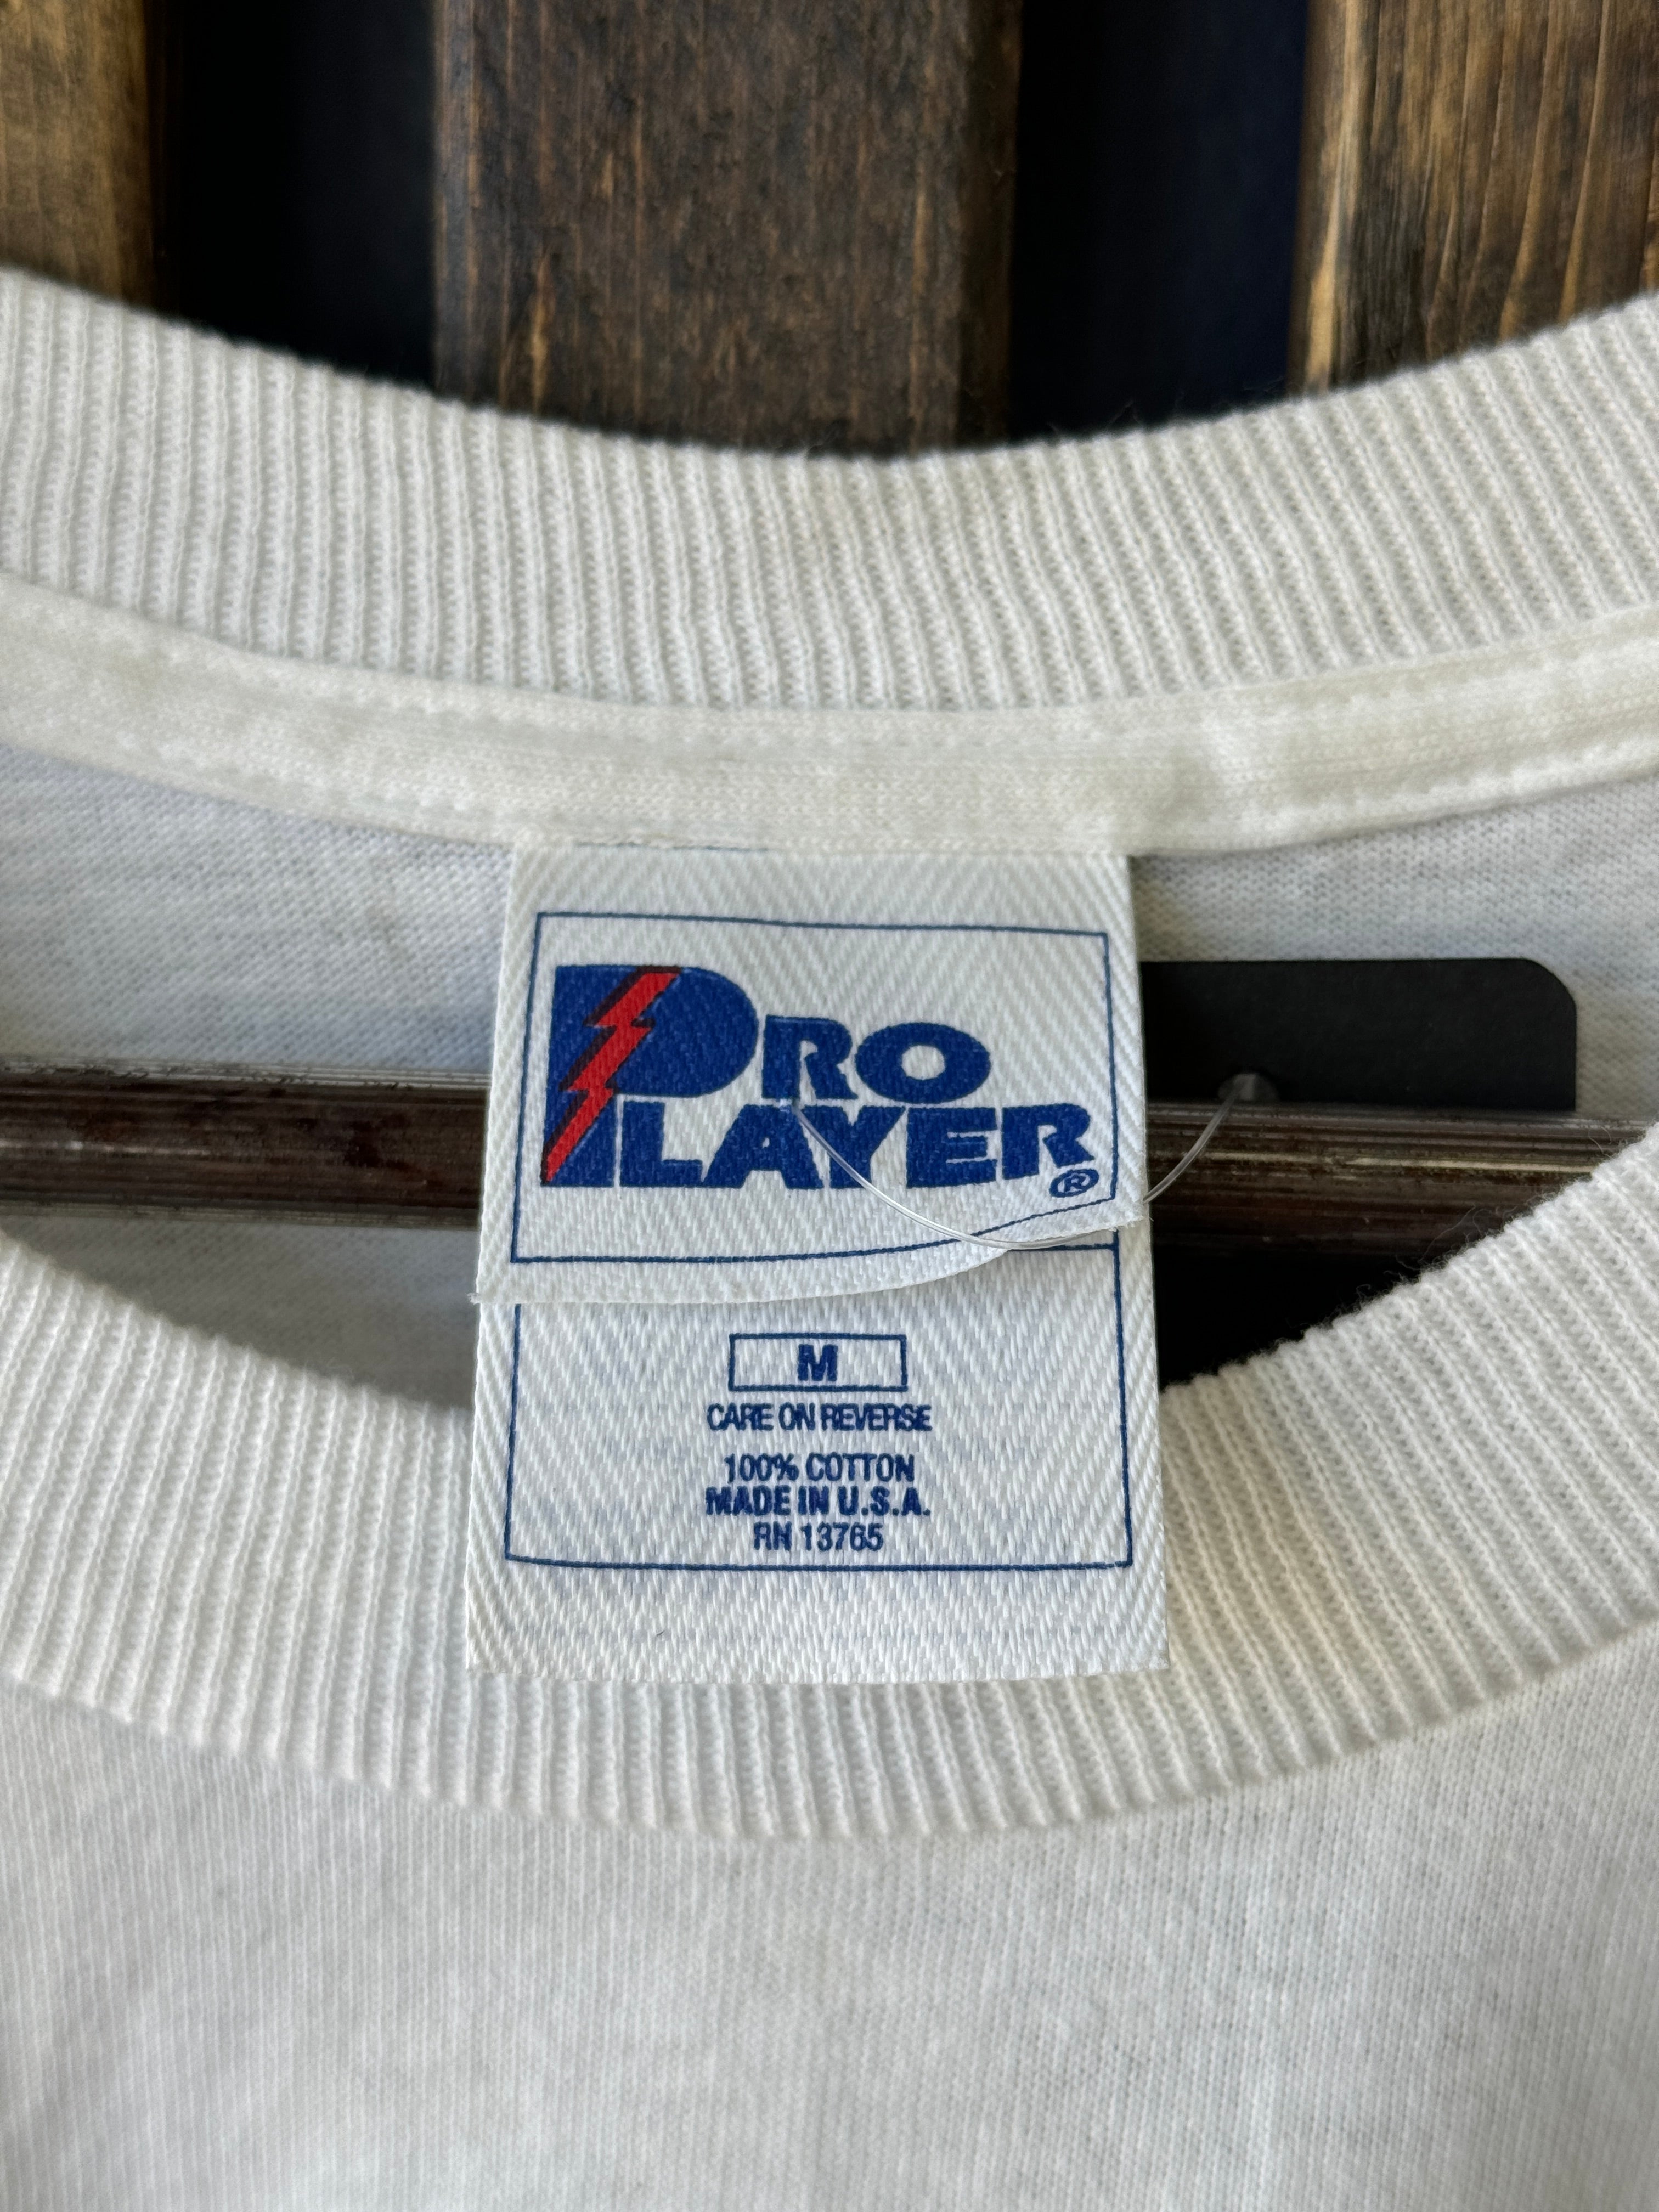 PRO
PLAYER®
M
CARE ON REVERSE
100% COTTON
MADE IN U.S.A.
RN 13765